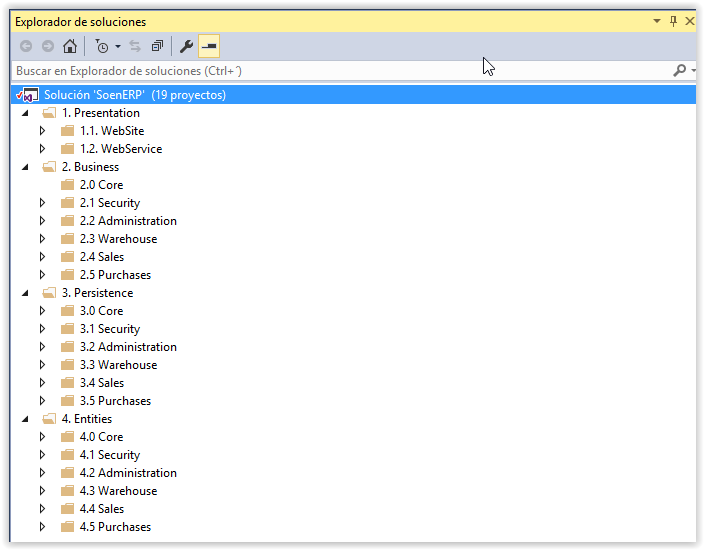 Explorador de soluciones
Buscar en Explorador de soluciones (Ctrl+´)
Solución 'SoenERP' (19 proyectos)
1. Presentation
1.1. WebSite
1.2. WebService
2. Business
2.0 Core
2.1 Security
2.2 Administration
2.3 Warehouse
2.4 Sales
2.5 Purchases
3. Persistence
3.0 Core
3.1 Security
3.2 Administration
3.3 Warehouse
3.4 Sales
3.5 Purchases
4. Entities
4.0 Core
4.1 Security
4.2 Administration
4.3 Warehouse
4.4 Sales
4.5 Purchases